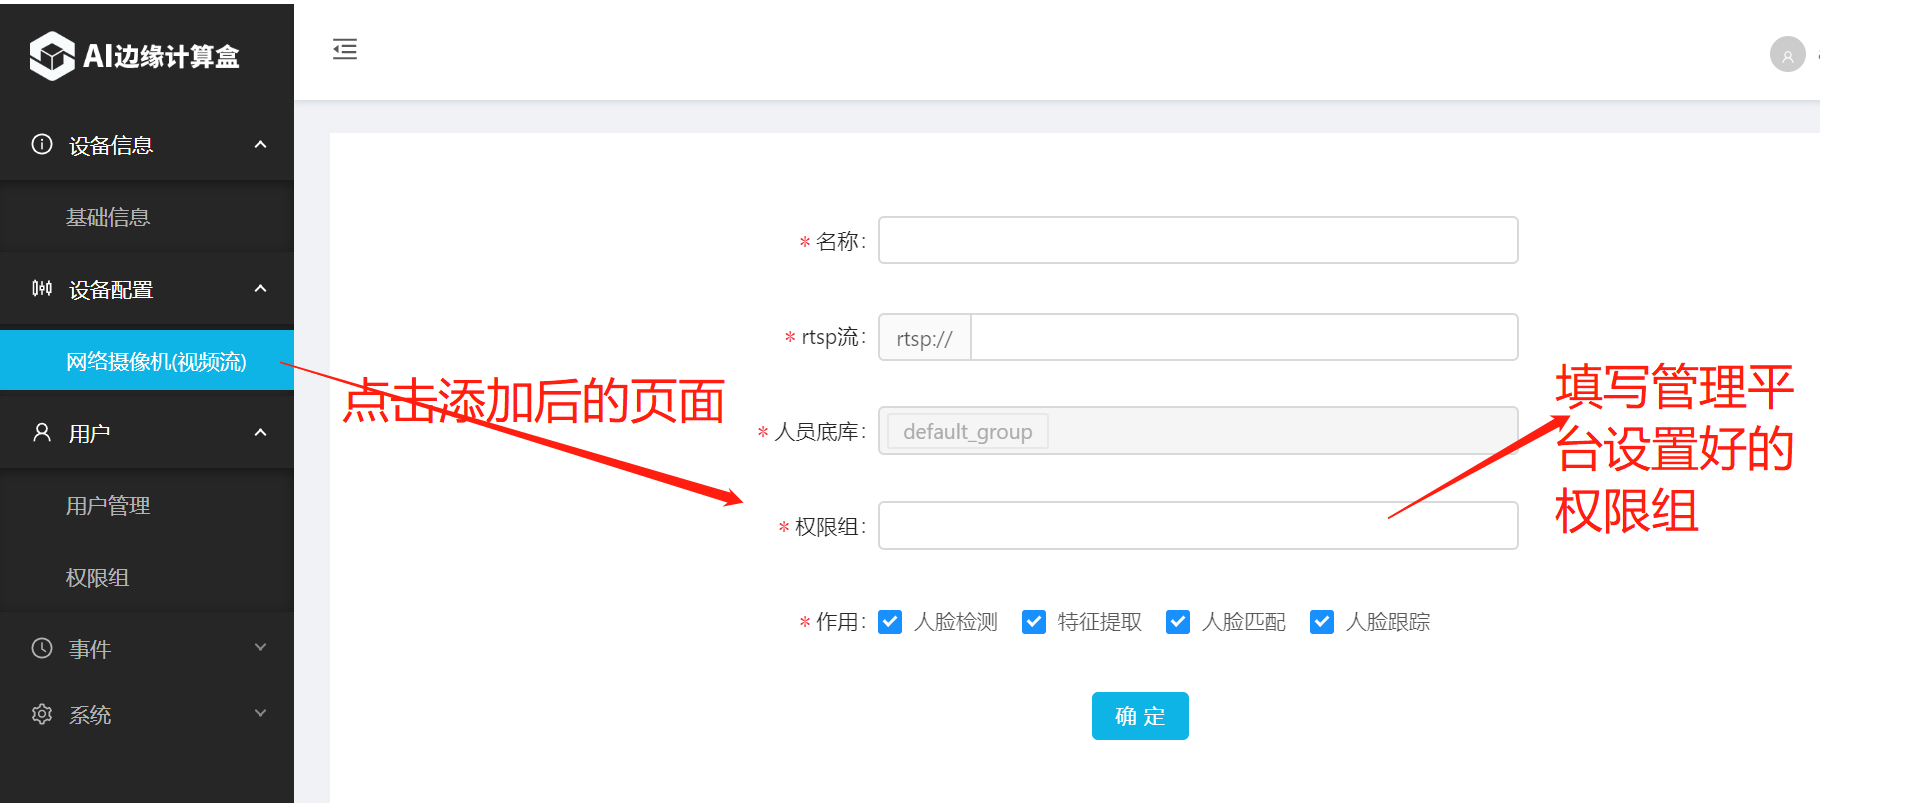 AI边缘计算盒
设备信息
基础信息
设备配置
网络摄像机(视频流)
用户
用户管理
权限组
事件
系统
* 名称:
* rtsp流: rtsp://
* 人员底库: default_group
* 权限组:
* 作用: 人脸检测 特征提取 人脸匹配 人脸跟踪
确 定
点击添加后的页面
填写管理平
台设置好的
权限组